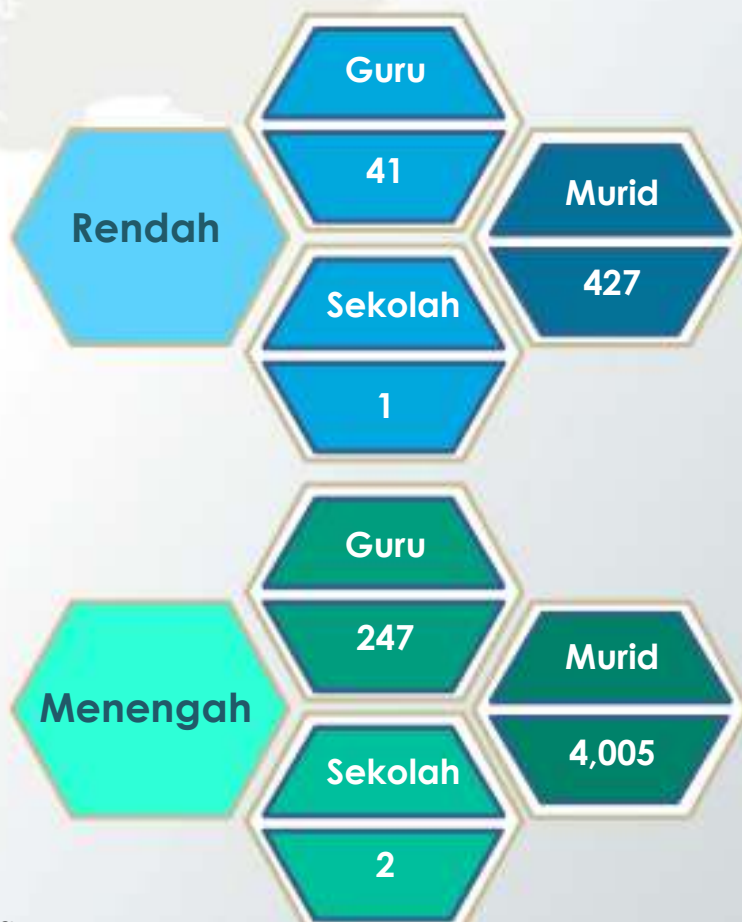 Rendah
Guru
41
Murid
427
Sekolah
1
Menengah
Guru
247
Murid
4,005
Sekolah
2